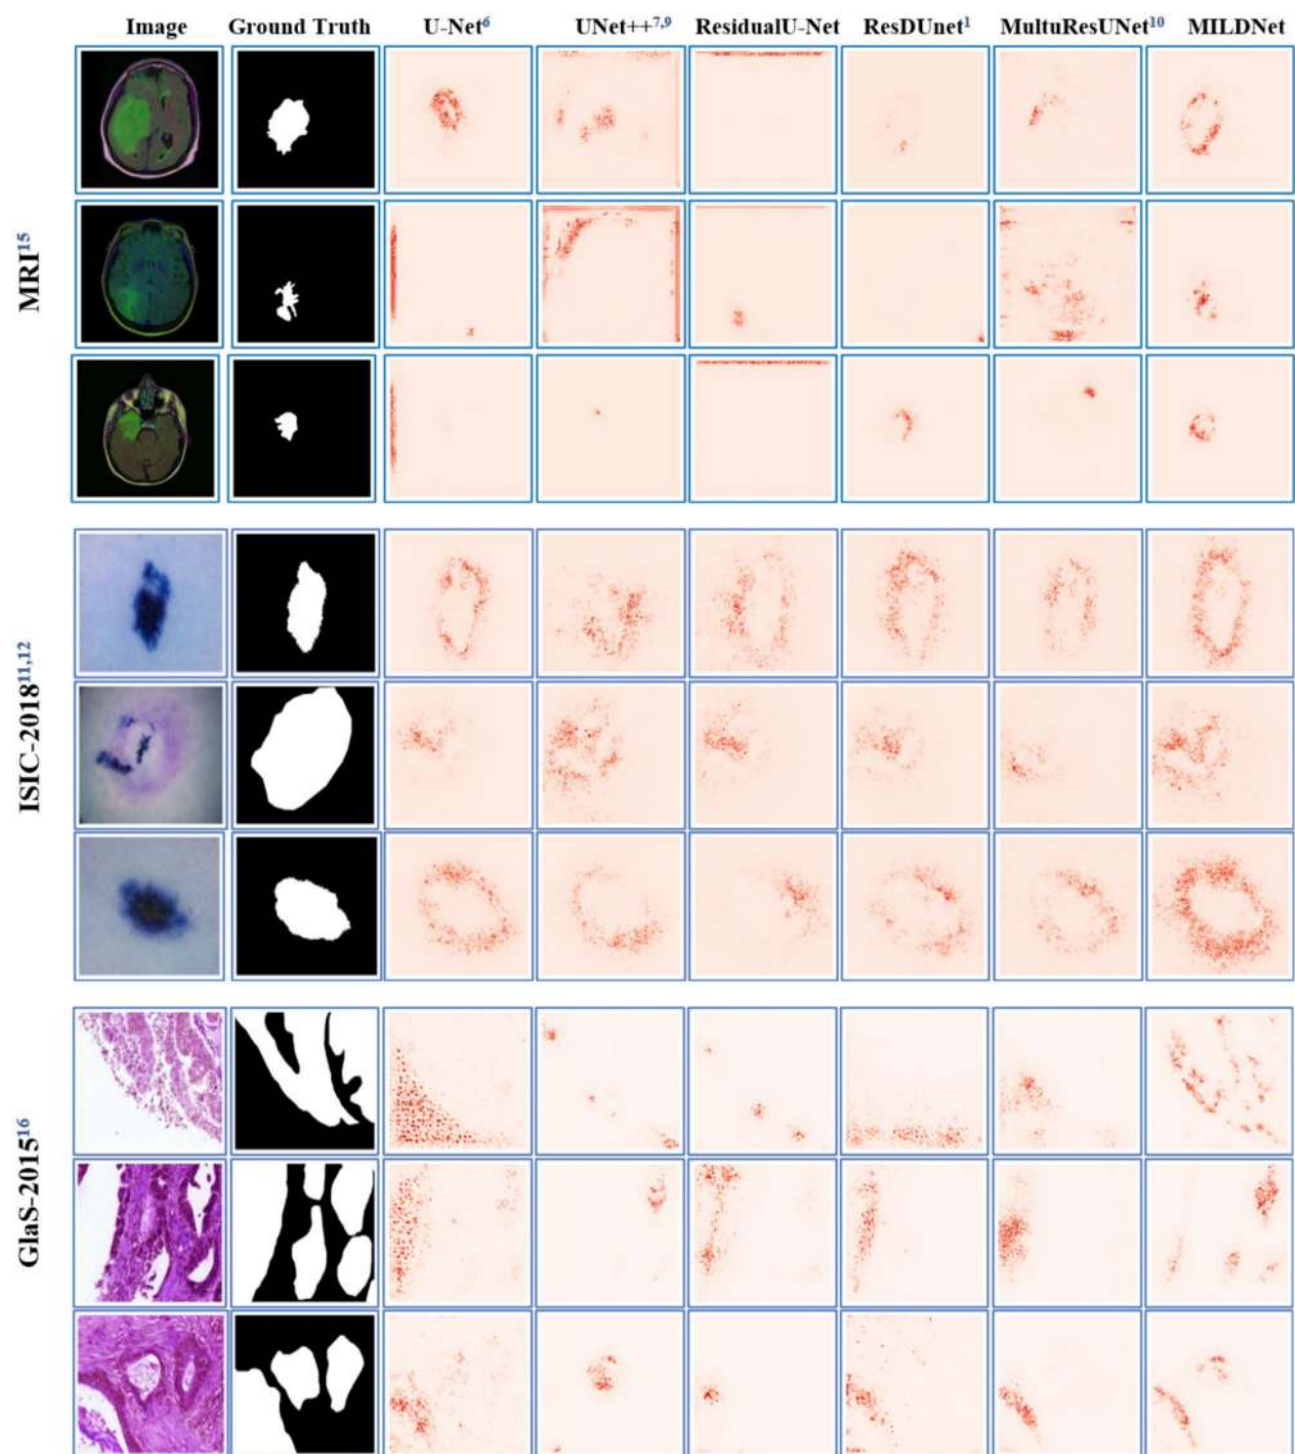 Image Ground Truth U-Net6 UNet++7,9 ResidualU-Net ResDUnet1 MultuResUNet10 MILDNet
MRI15
ISIC-201811,12
GlaS-201516